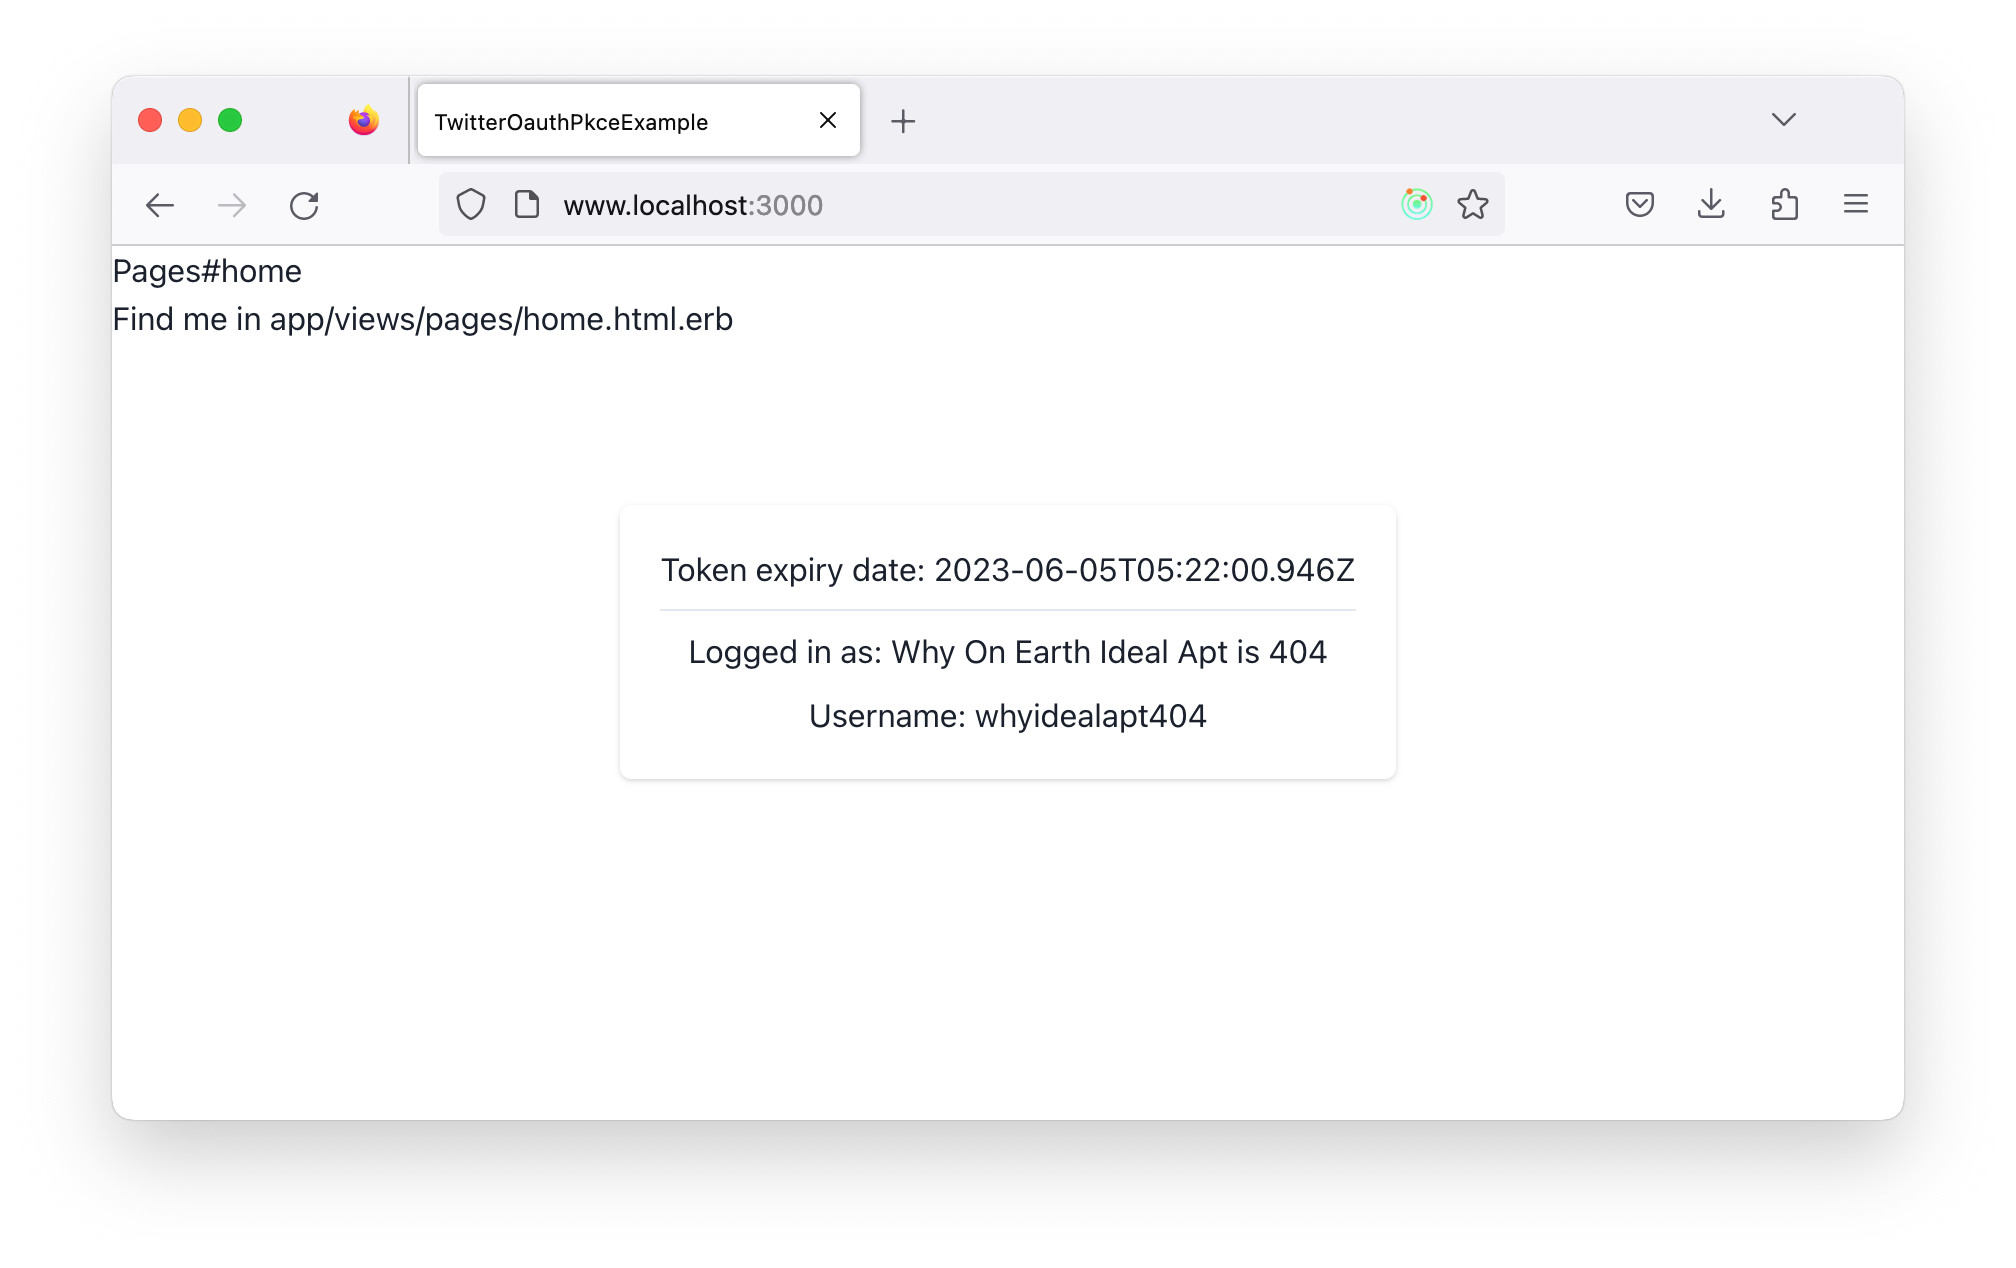 TwitterOauthPkceExample
www.localhost:3000
Pages#home
Find me in app/views/pages/home.html.erb
Token expiry date: 2023-06-05T05:22:00.946Z
Logged in as: Why On Earth Ideal Apt is 404
Username: whyidealapt404